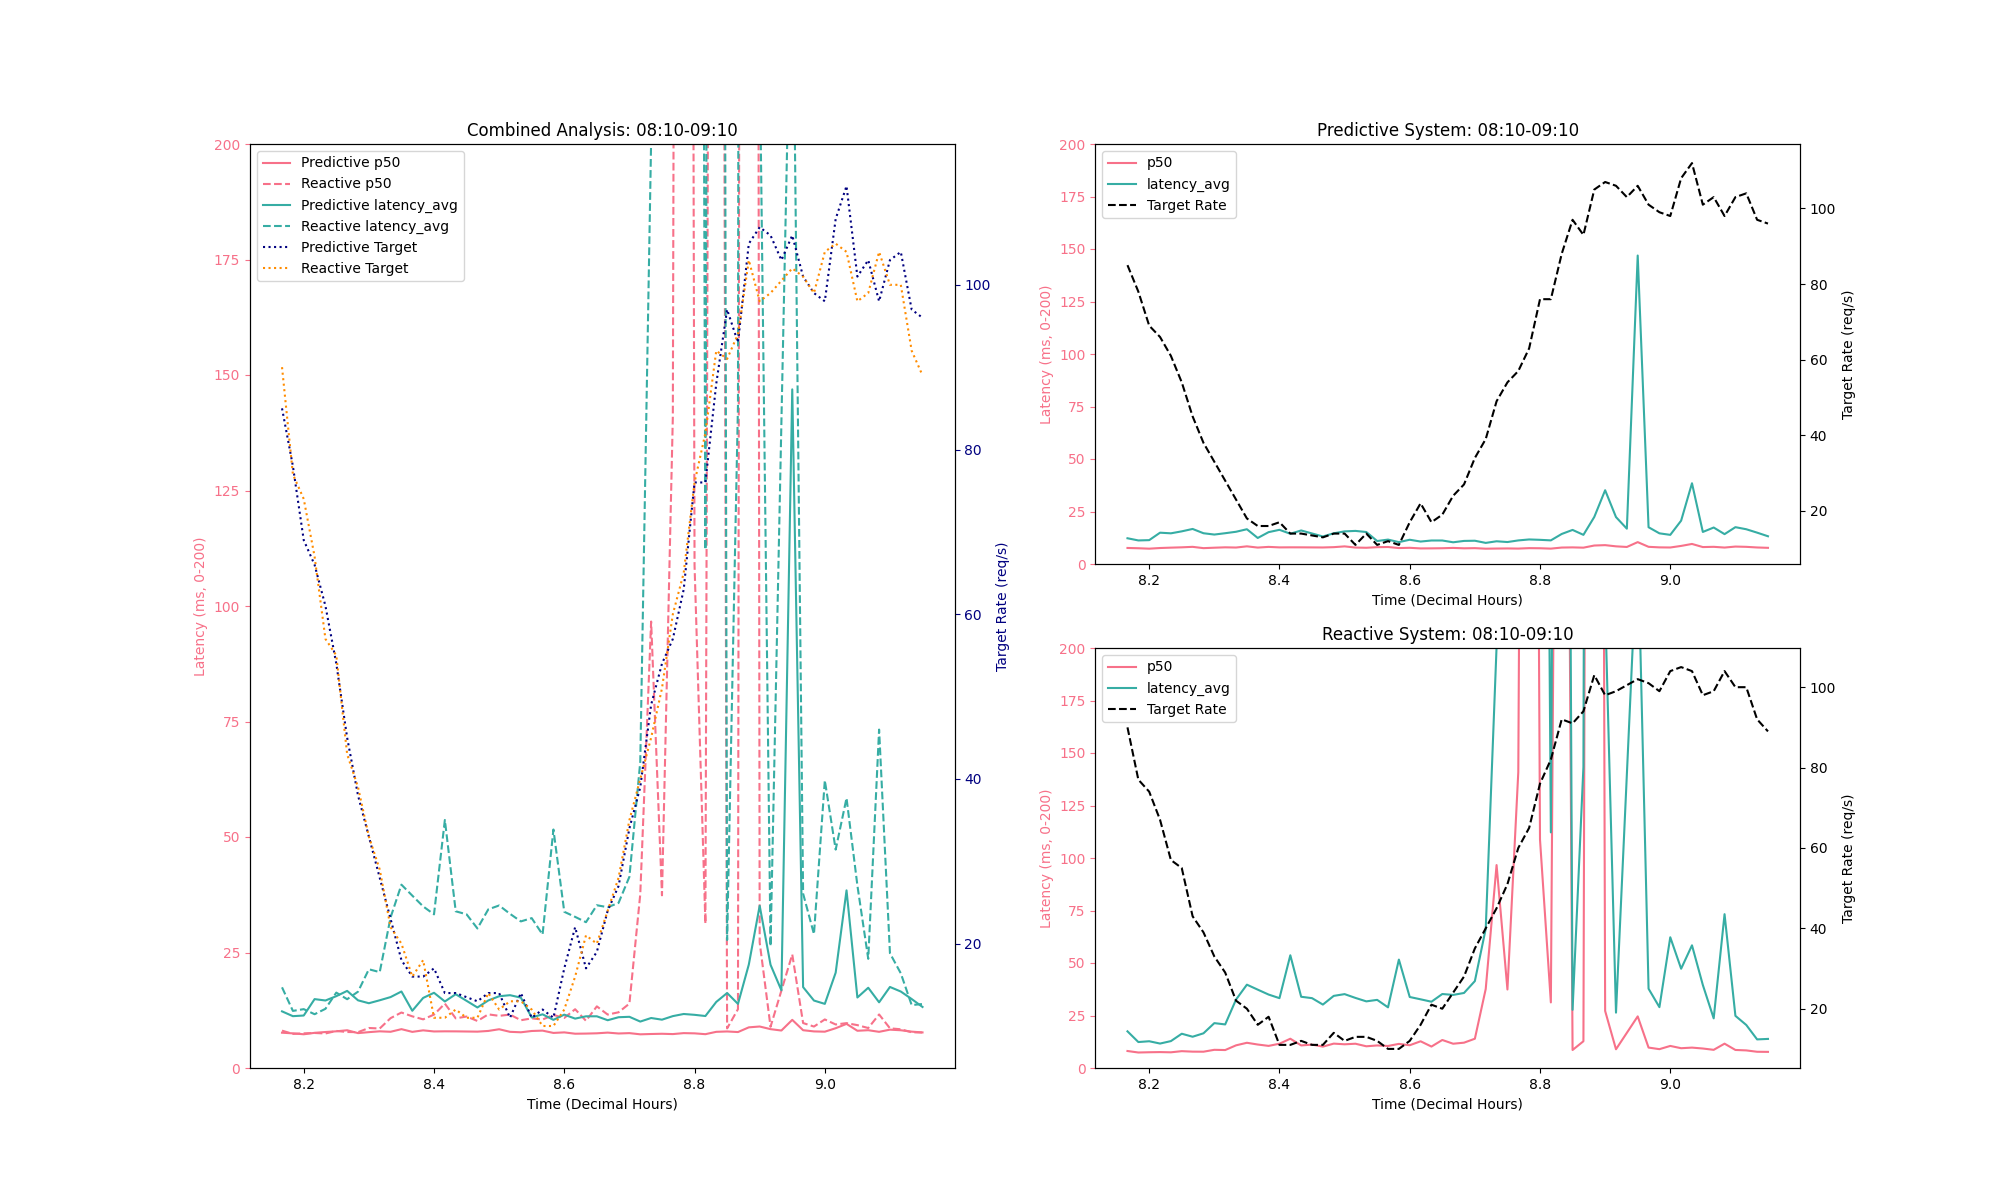 Combined Analysis: 08:10-09:10
Predictive p50
Reactive p50
Predictive latency_avg
Reactive latency_avg
Predictive Target
Reactive Target
200
175
150
125
100
75
50
25
0
Latency (ms, 0-200)
100
80
60
40
20
Target Rate (req/s)
8.2 8.4 8.6 8.8 9.0
Time (Decimal Hours)
Predictive System: 08:10-09:10
p50
latency_avg
Target Rate
200
175
150
125
100
75
50
25
0
Latency (ms, 0-200)
100
80
60
40
20
Target Rate (req/s)
8.2 8.4 8.6 8.8 9.0
Time (Decimal Hours)
Reactive System: 08:10-09:10
p50
latency_avg
Target Rate
200
175
150
125
100
75
50
25
0
Latency (ms, 0-200)
100
80
60
40
20
Target Rate (req/s)
8.2 8.4 8.6 8.8 9.0
Time (Decimal Hours)